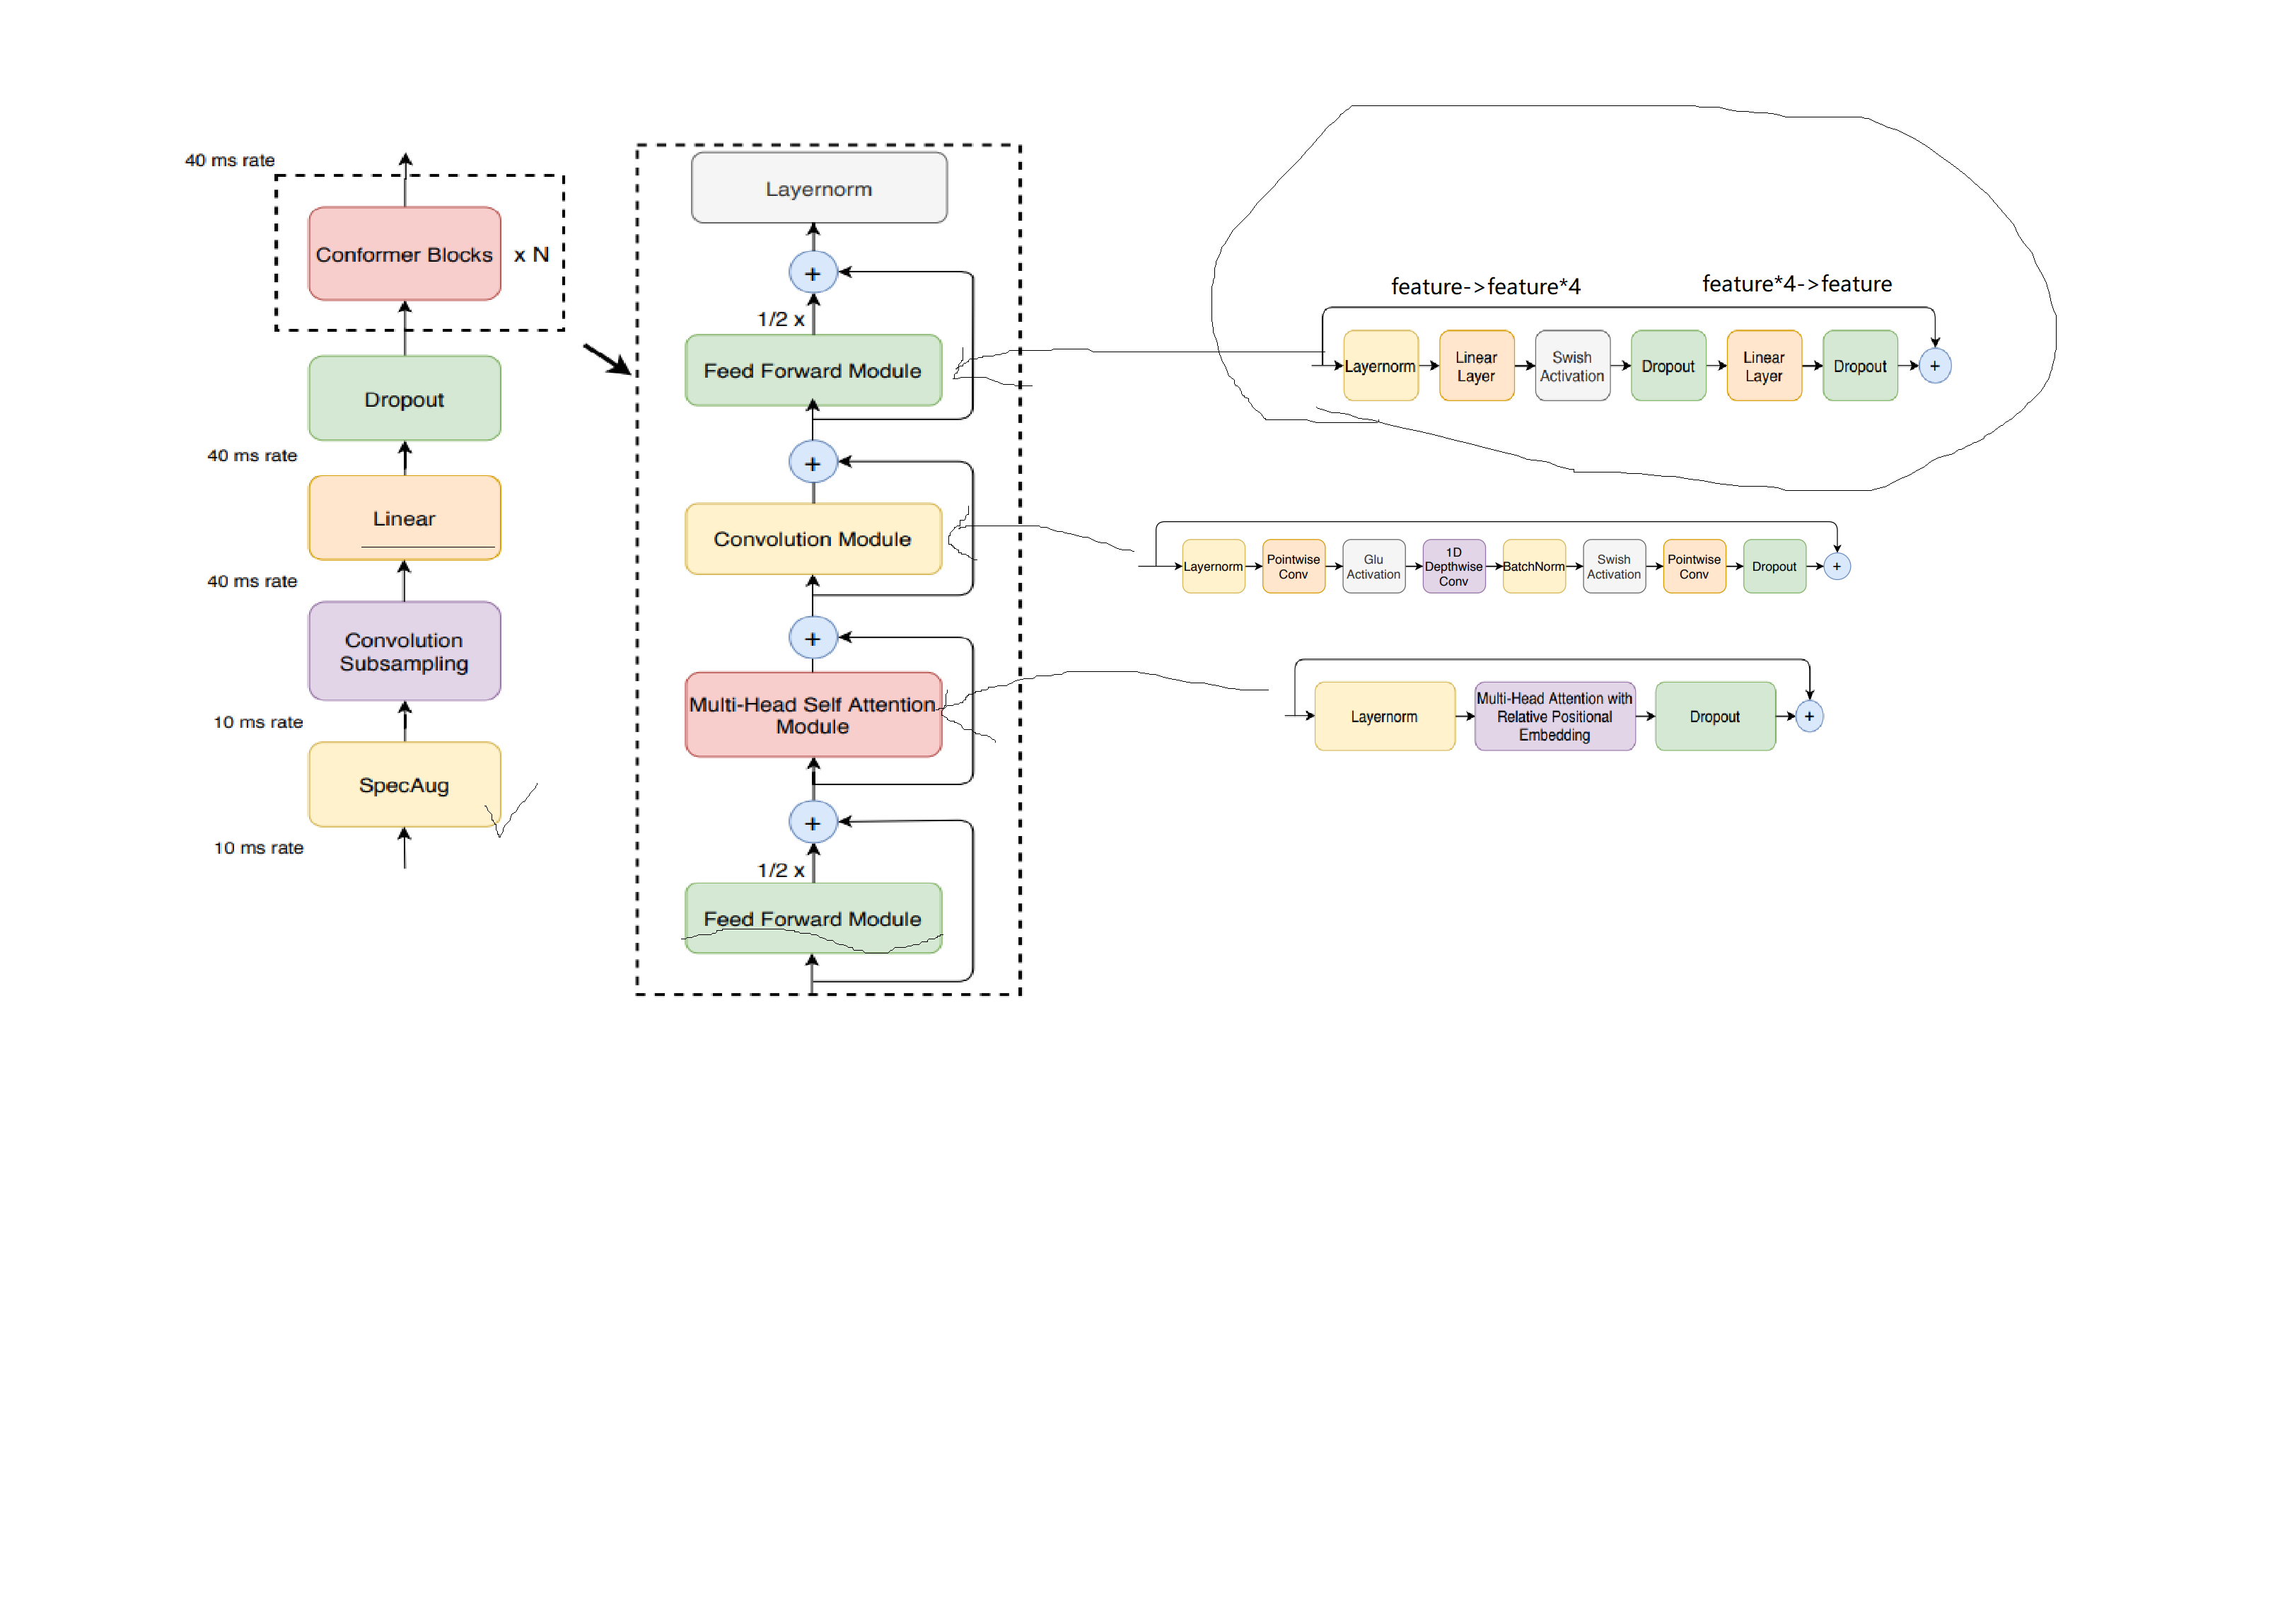 40 ms rate
Conformer Blocks
x N
Dropout
40 ms rate
Linear
40 ms rate
Convolution
Subsampling
10 ms rate
SpecAug
10 ms rate
Layernorm
+
1/2 x
Feed Forward Module
+
Convolution Module
+
Multi-Head Self Attention
Module
+
1/2 x
Feed Forward Module
feature->feature*4
feature*4->feature
Layernorm
Linear
Layer
Swish
Activation
Dropout
Linear
Layer
Dropout
+
Layernorm
Pointwise
Conv
Glu
Activation
1D
Depthwise
Conv
BatchNorm
Swish
Activation
Pointwise
Conv
Dropout
+
Layernorm
Multi-Head Attention with
Relative Positional
Embedding
Dropout
+